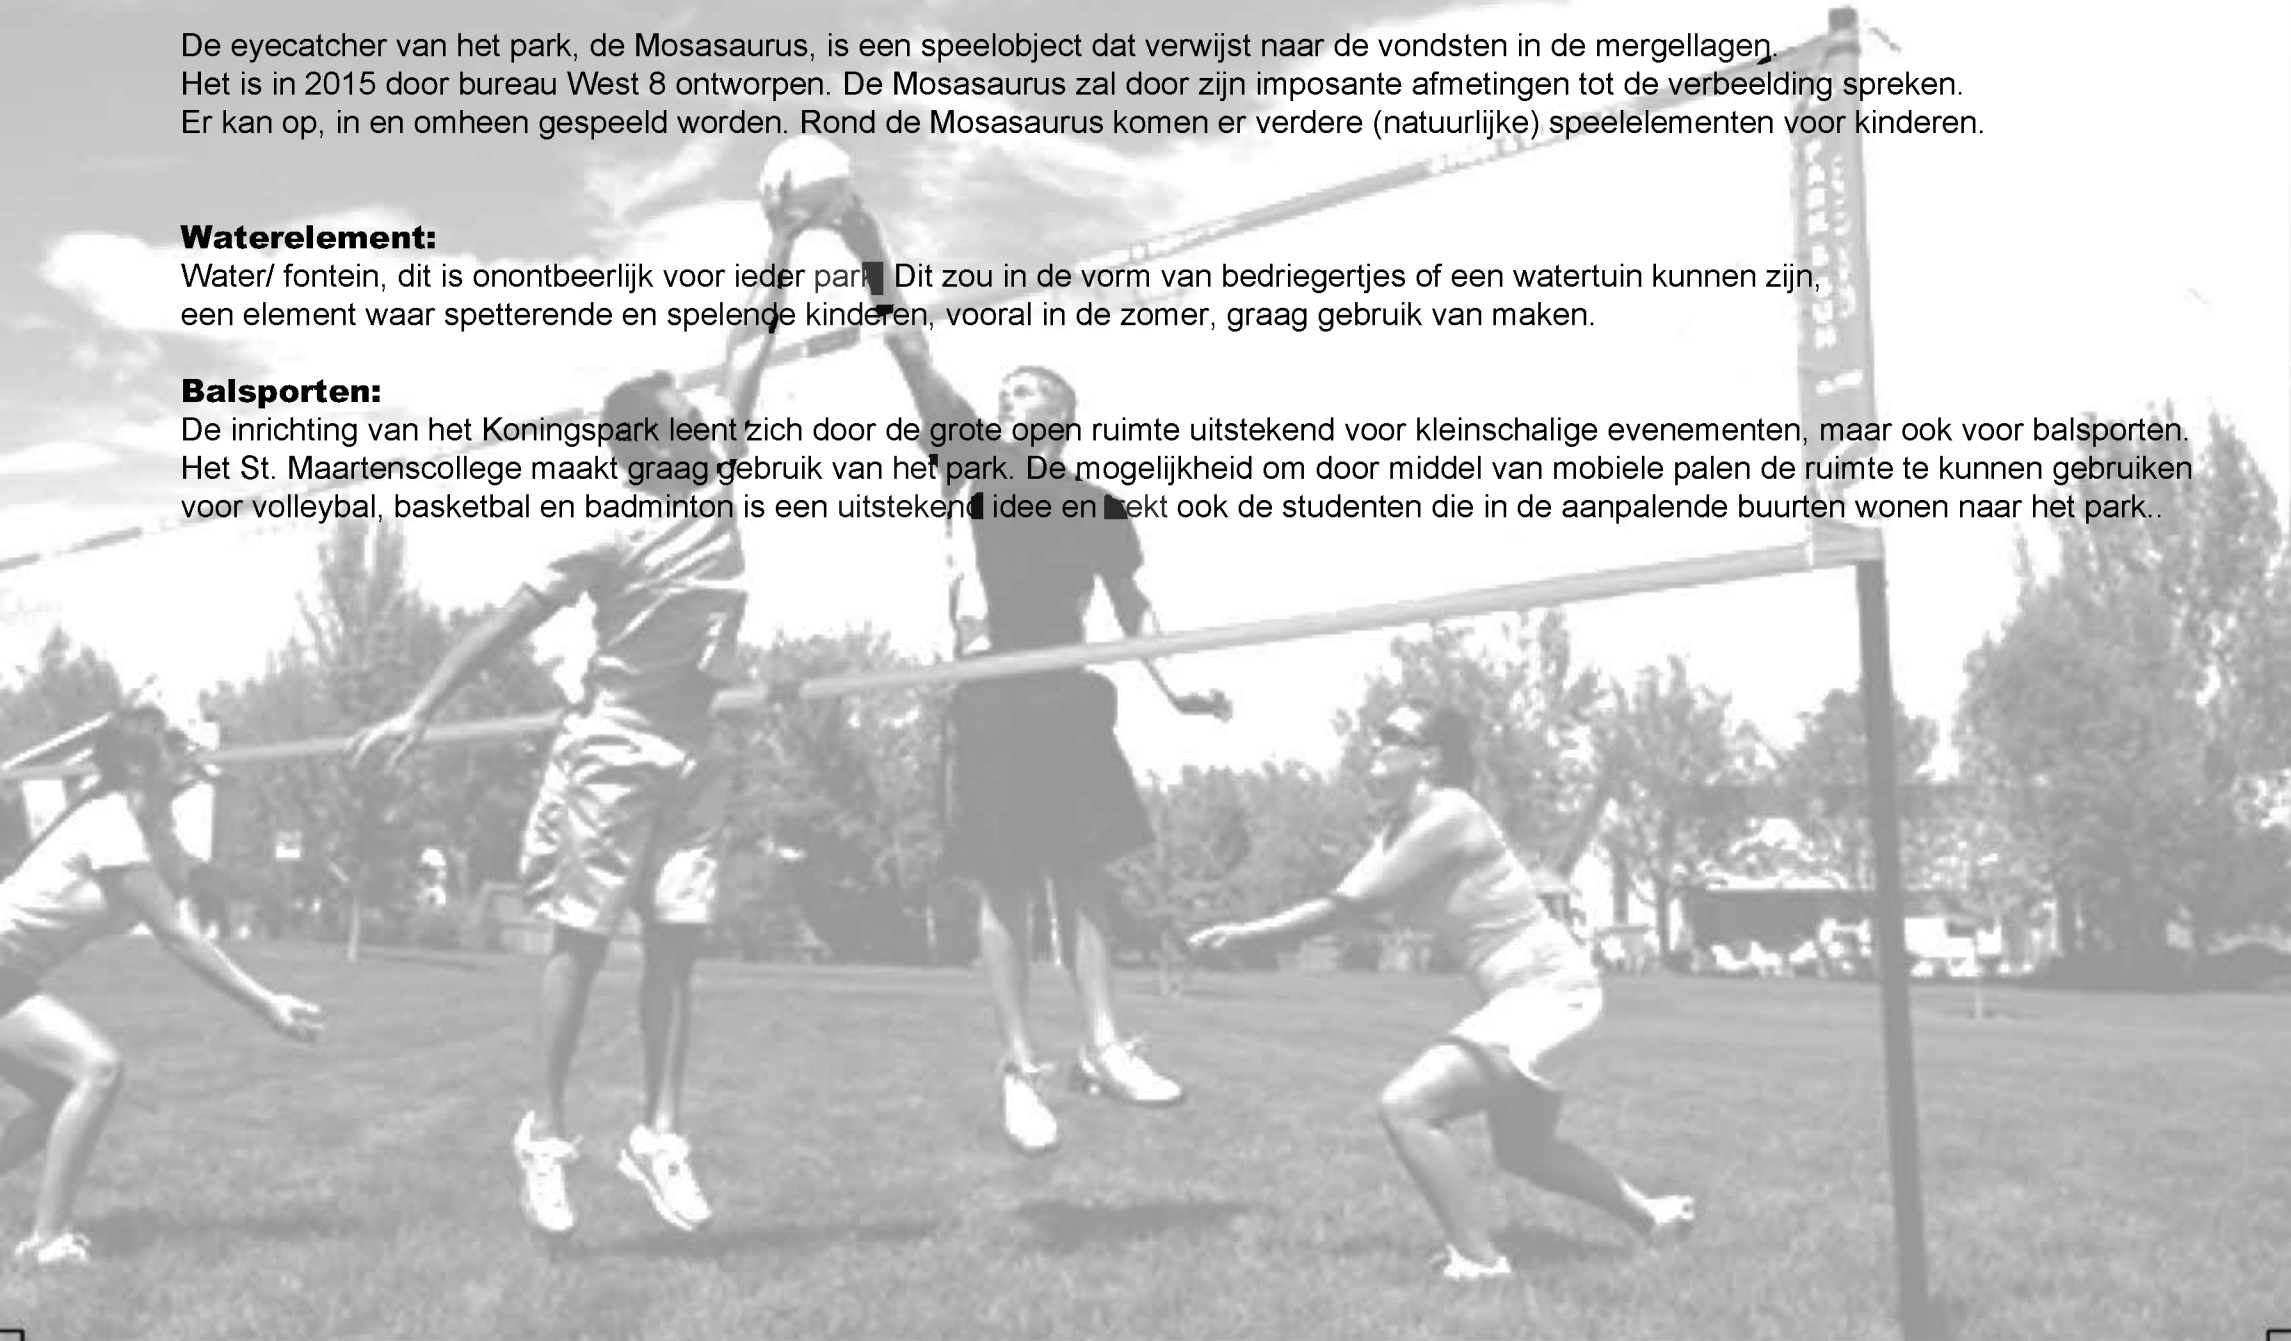 De eyecatcher van het park, de Mosasaurus, is een speelobject dat verwijst naar de vondsten in de mergellagen.
Het is in 2015 door bureau West 8 ontworpen. De Mosasaurus zal door zijn imposante afmetingen tot de verbeelding spreken.
Er kan op, in en omheen gespeeld worden. Rond de Mosasaurus komen er verdere (natuurlijke) speelelementen voor kinderen.
Waterelement:
Water/ fontein, dit is onontbeerlijk voor ieder park Dit zou in de vorm van bedriegertjes of een watertuin kunnen zijn,
een element waar spetterende en spelende kinderen, vooral in de zomer, graag gebruik van maken.
Balsporten:
De inrichting van het Koningspark leent zich door de grote open ruimte uitstekend voor kleinschalige evenementen, maar ook voor balsporten.
Het St. Maartenscollege maakt graag gebruik van het park. De mogelijkheid om door middel van mobiele palen de ruimte te kunnen gebruiken
voor volleybal, basketbal en badminton is een uitstekend idee en ook de studenten die in de aanpalende buurten wonen naar het park..